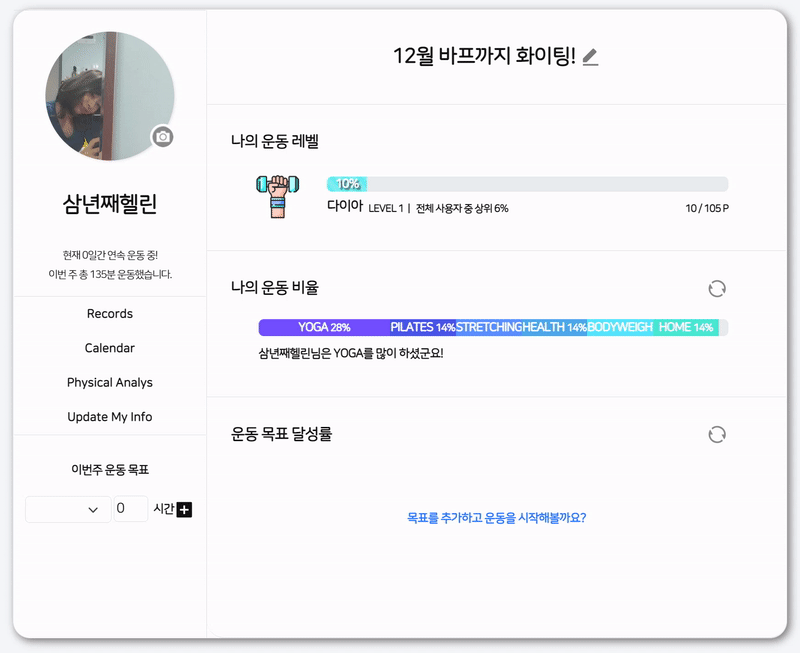 12월 바프까지 화이팅!
삼년째헬린
현재 0일간 연속 운동 중!
이번 주 총 135분 운동했습니다.
Records
Calendar
Physical Analys
Update My Info
이번주 운동 목표
0 시간
나의 운동 레벨
10%
다이아 LEVEL 1 | 전체 사용자 중 상위 6% 10 / 105 P
나의 운동 비율
YOGA 28% PILATES 14% STRETCHING HEALTH 14% BODYWEIGH HOME 14%
삼년째헬린님은 YOGA를 많이 하셨군요!
운동 목표 달성률
목표를 추가하고 운동을 시작해볼까요?